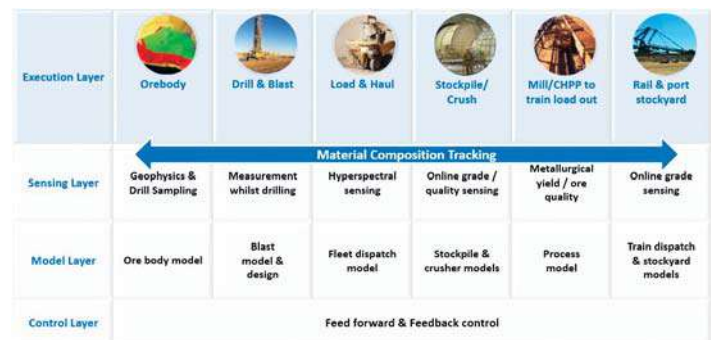 Execution Layer
Orebody
Drill & Blast
Load & Haul
Stockpile/
Crush
Mill/CHPP to
train load out
Rail & port
stockyard
Material Composition Tracking
Sensing Layer
Geophysics &
Drill Sampling
Measurement
whilst drilling
Hyperspectral
sensing
Online grade /
quality sensing
Metallurgical
yield / ore
quality
Online grade
sensing
Model Layer
Ore body model
Blast
model &
design
Fleet dispatch
model
Stockpile &
crusher models
Process
model
Train dispatch
& stockyard
models
Control Layer
Feed forward & Feedback control